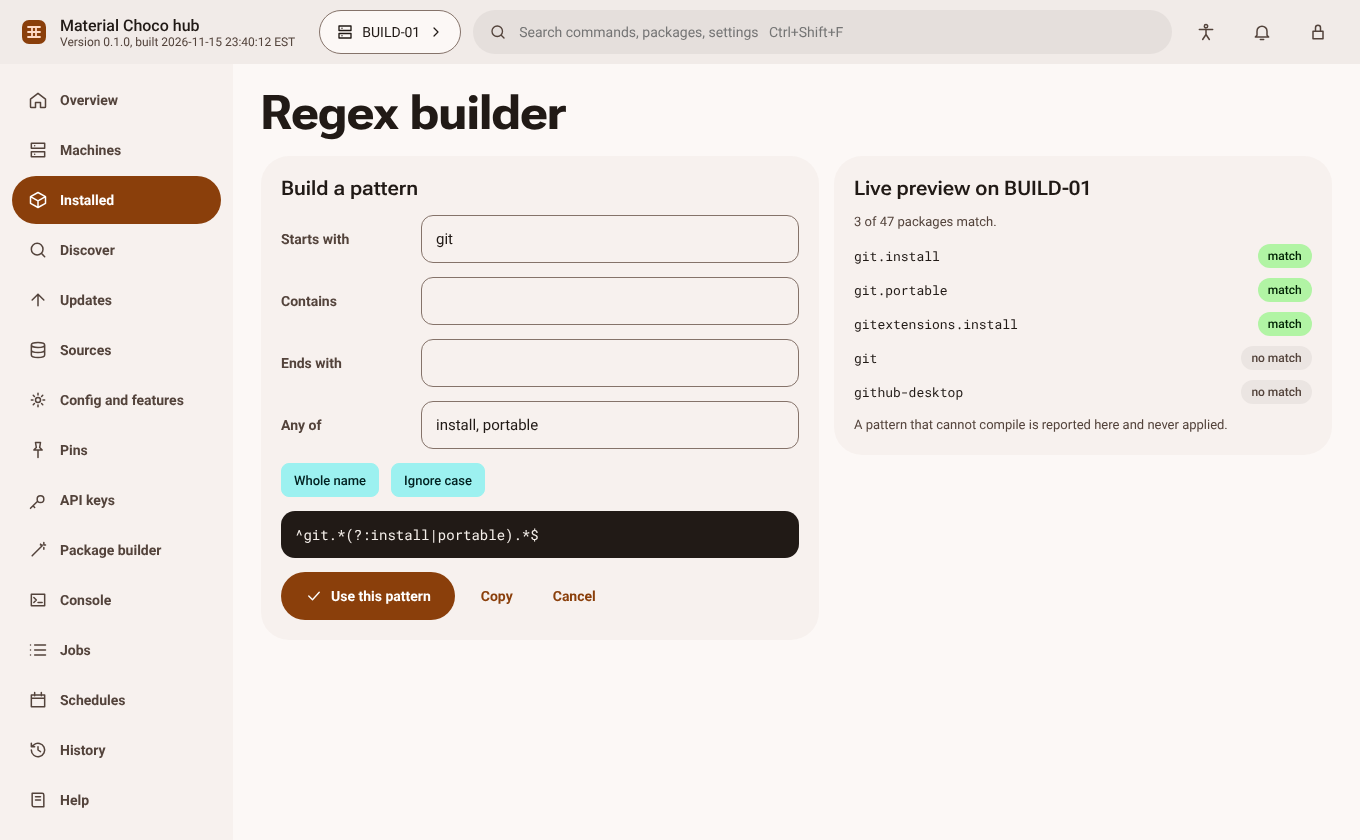 Material Choco hub
Version 0.1.0, built 2026-11-15 23:40:12 EST
BUILD-01
Search commands, packages, settings Ctrl+Shift+F
Overview
Machines
Installed
Discover
Updates
Sources
Config and features
Pins
API keys
Package builder
Console
Jobs
Schedules
History
Help
Regex builder
Build a pattern
Starts with
git
Contains
Ends with
Any of
install, portable
Whole name
Ignore case
^git.*(?:install|portable).*$
Use this pattern
Copy
Cancel
Live preview on BUILD-01
3 of 47 packages match.
git.install
match
git.portable
match
gitextensions.install
match
git
no match
github-desktop
no match
A pattern that cannot compile is reported here and never applied.